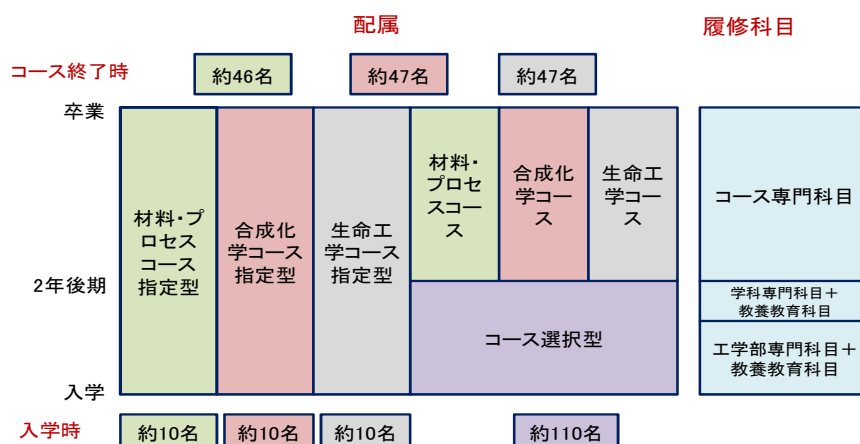 配属
履修科目
コース終了時
約46名
約47名
約47名
卒業
材料・プ
ロセス
コース
指定型
合成化
学コース
指定型
生命工
学コース
指定型
材料・
プロセ
スコー
ス
合成化
学コー
ス
生命工
学コー
ス
コース専門科目
2年後期
学科専門科目＋
教養教育科目
コース選択型
工学部専門科目＋
教養教育科目
入学
入学時
約10名
約10名
約10名
約110名